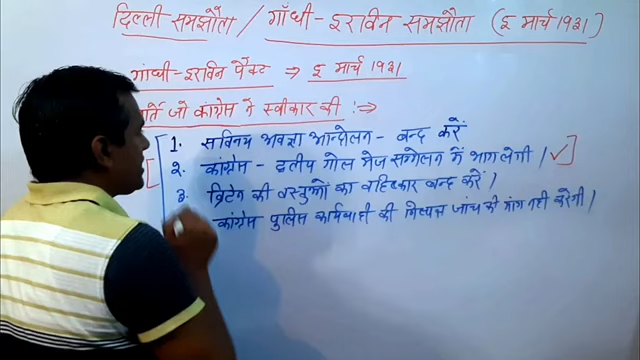 दिल्ली समझौता / गाँधी-इरविन समझौता (5 मार्च 1931)
गांधी-इरविन पैक्ट ⇒ 5 मार्च 1931
जो कांग्रेस ने स्वीकार की :⇒
1. सविनय अवज्ञा आन्दोलन - बन्द करें
2. कांग्रेस - द्वितीय गोल मेज सम्मेलन में भाग लेगी। ✓
3. ब्रिटेन की वस्तुओं का बहिष्कार बन्द करें।
कांग्रेस पुलिस कार्यवाही की निष्पक्ष जांच की मांग नहीं करेगी।